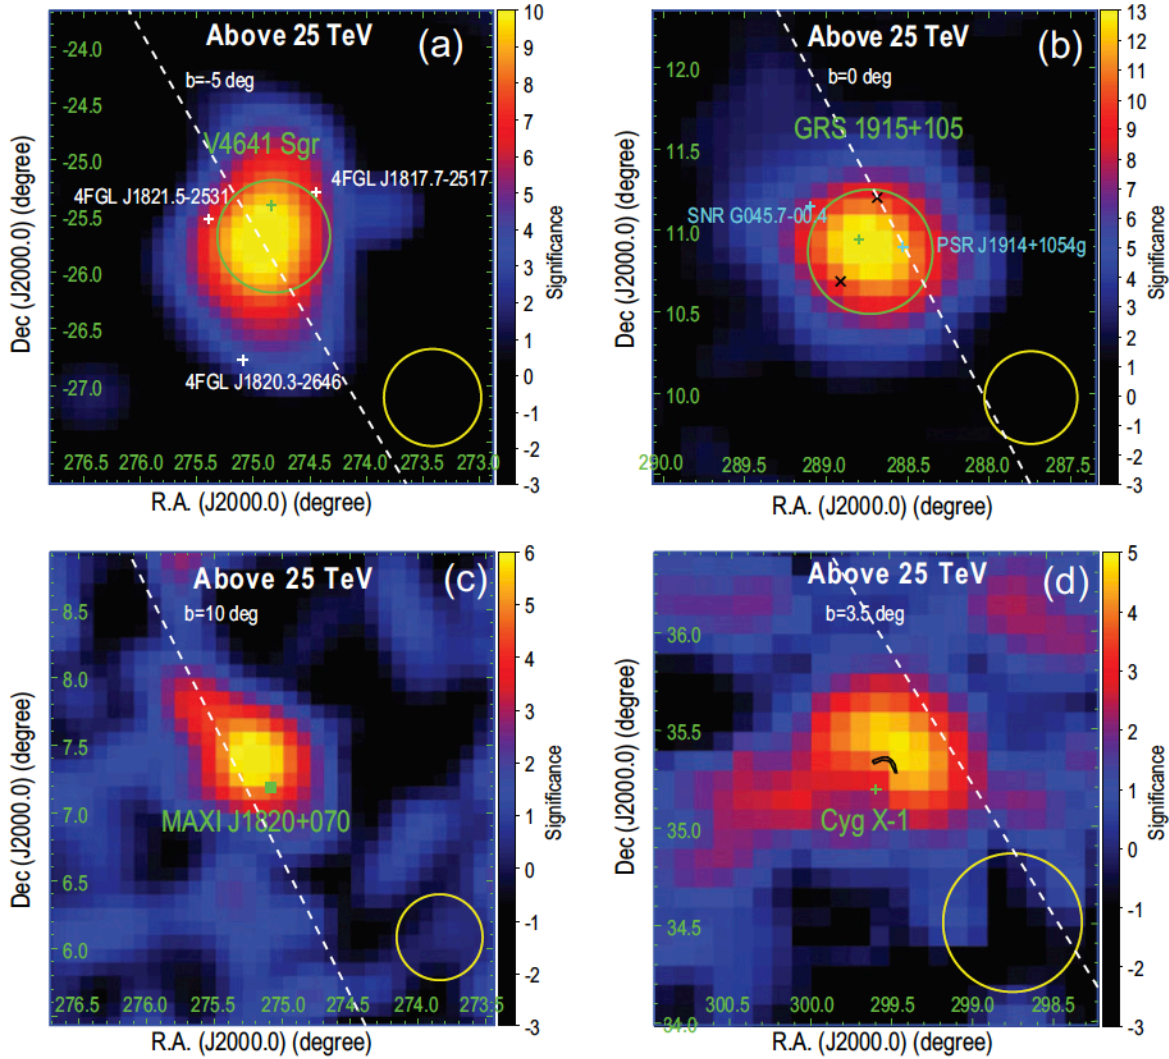 Above 25 TeV
(a)
b=-5 deg
V4641 Sgr
4FGL J1817.7-2517
4FGL J1821.5-2531
4FGL J1820.3-2646
-24.0
-24.5
-25.0
-25.5
-26.0
-26.5
-27.0
276.5 276.0 275.5 275.0 274.5 274.0 273.5 273.0
Dec (J2000.0) (degree)
R.A. (J2000.0) (degree)
10
9
8
7
6
5
4
3
2
1
0
-1
-2
-3
Significance
Above 25 TeV
(b)
b=0 deg
GRS 1915+105
SNR G045.7-00.4
PSR J1914+1054g
12.0
11.5
11.0
10.5
10.0
290.0 289.5 289.0 288.5 288.0 287.5
Dec (J2000.0) (degree)
R.A. (J2000.0) (degree)
13
12
11
10
9
8
7
6
5
4
3
2
1
0
-1
-2
-3
Significance
Above 25 TeV
(c)
b=10 deg
MAXI J1820+070
8.5
8.0
7.5
7.0
6.5
6.0
276.5 276.0 275.5 275.0 274.5 274.0 273.5
Dec (J2000.0) (degree)
R.A. (J2000.0) (degree)
6
5
4
3
2
1
0
-1
-2
-3
Significance
Above 25 TeV
(d)
b=3.5 deg
Cyg X-1
36.0
35.5
35.0
34.5
34.0
300.5 300.0 299.5 299.0 298.5
Dec (J2000.0) (degree)
R.A. (J2000.0) (degree)
5
4
3
2
1
0
-1
-2
-3
Significance